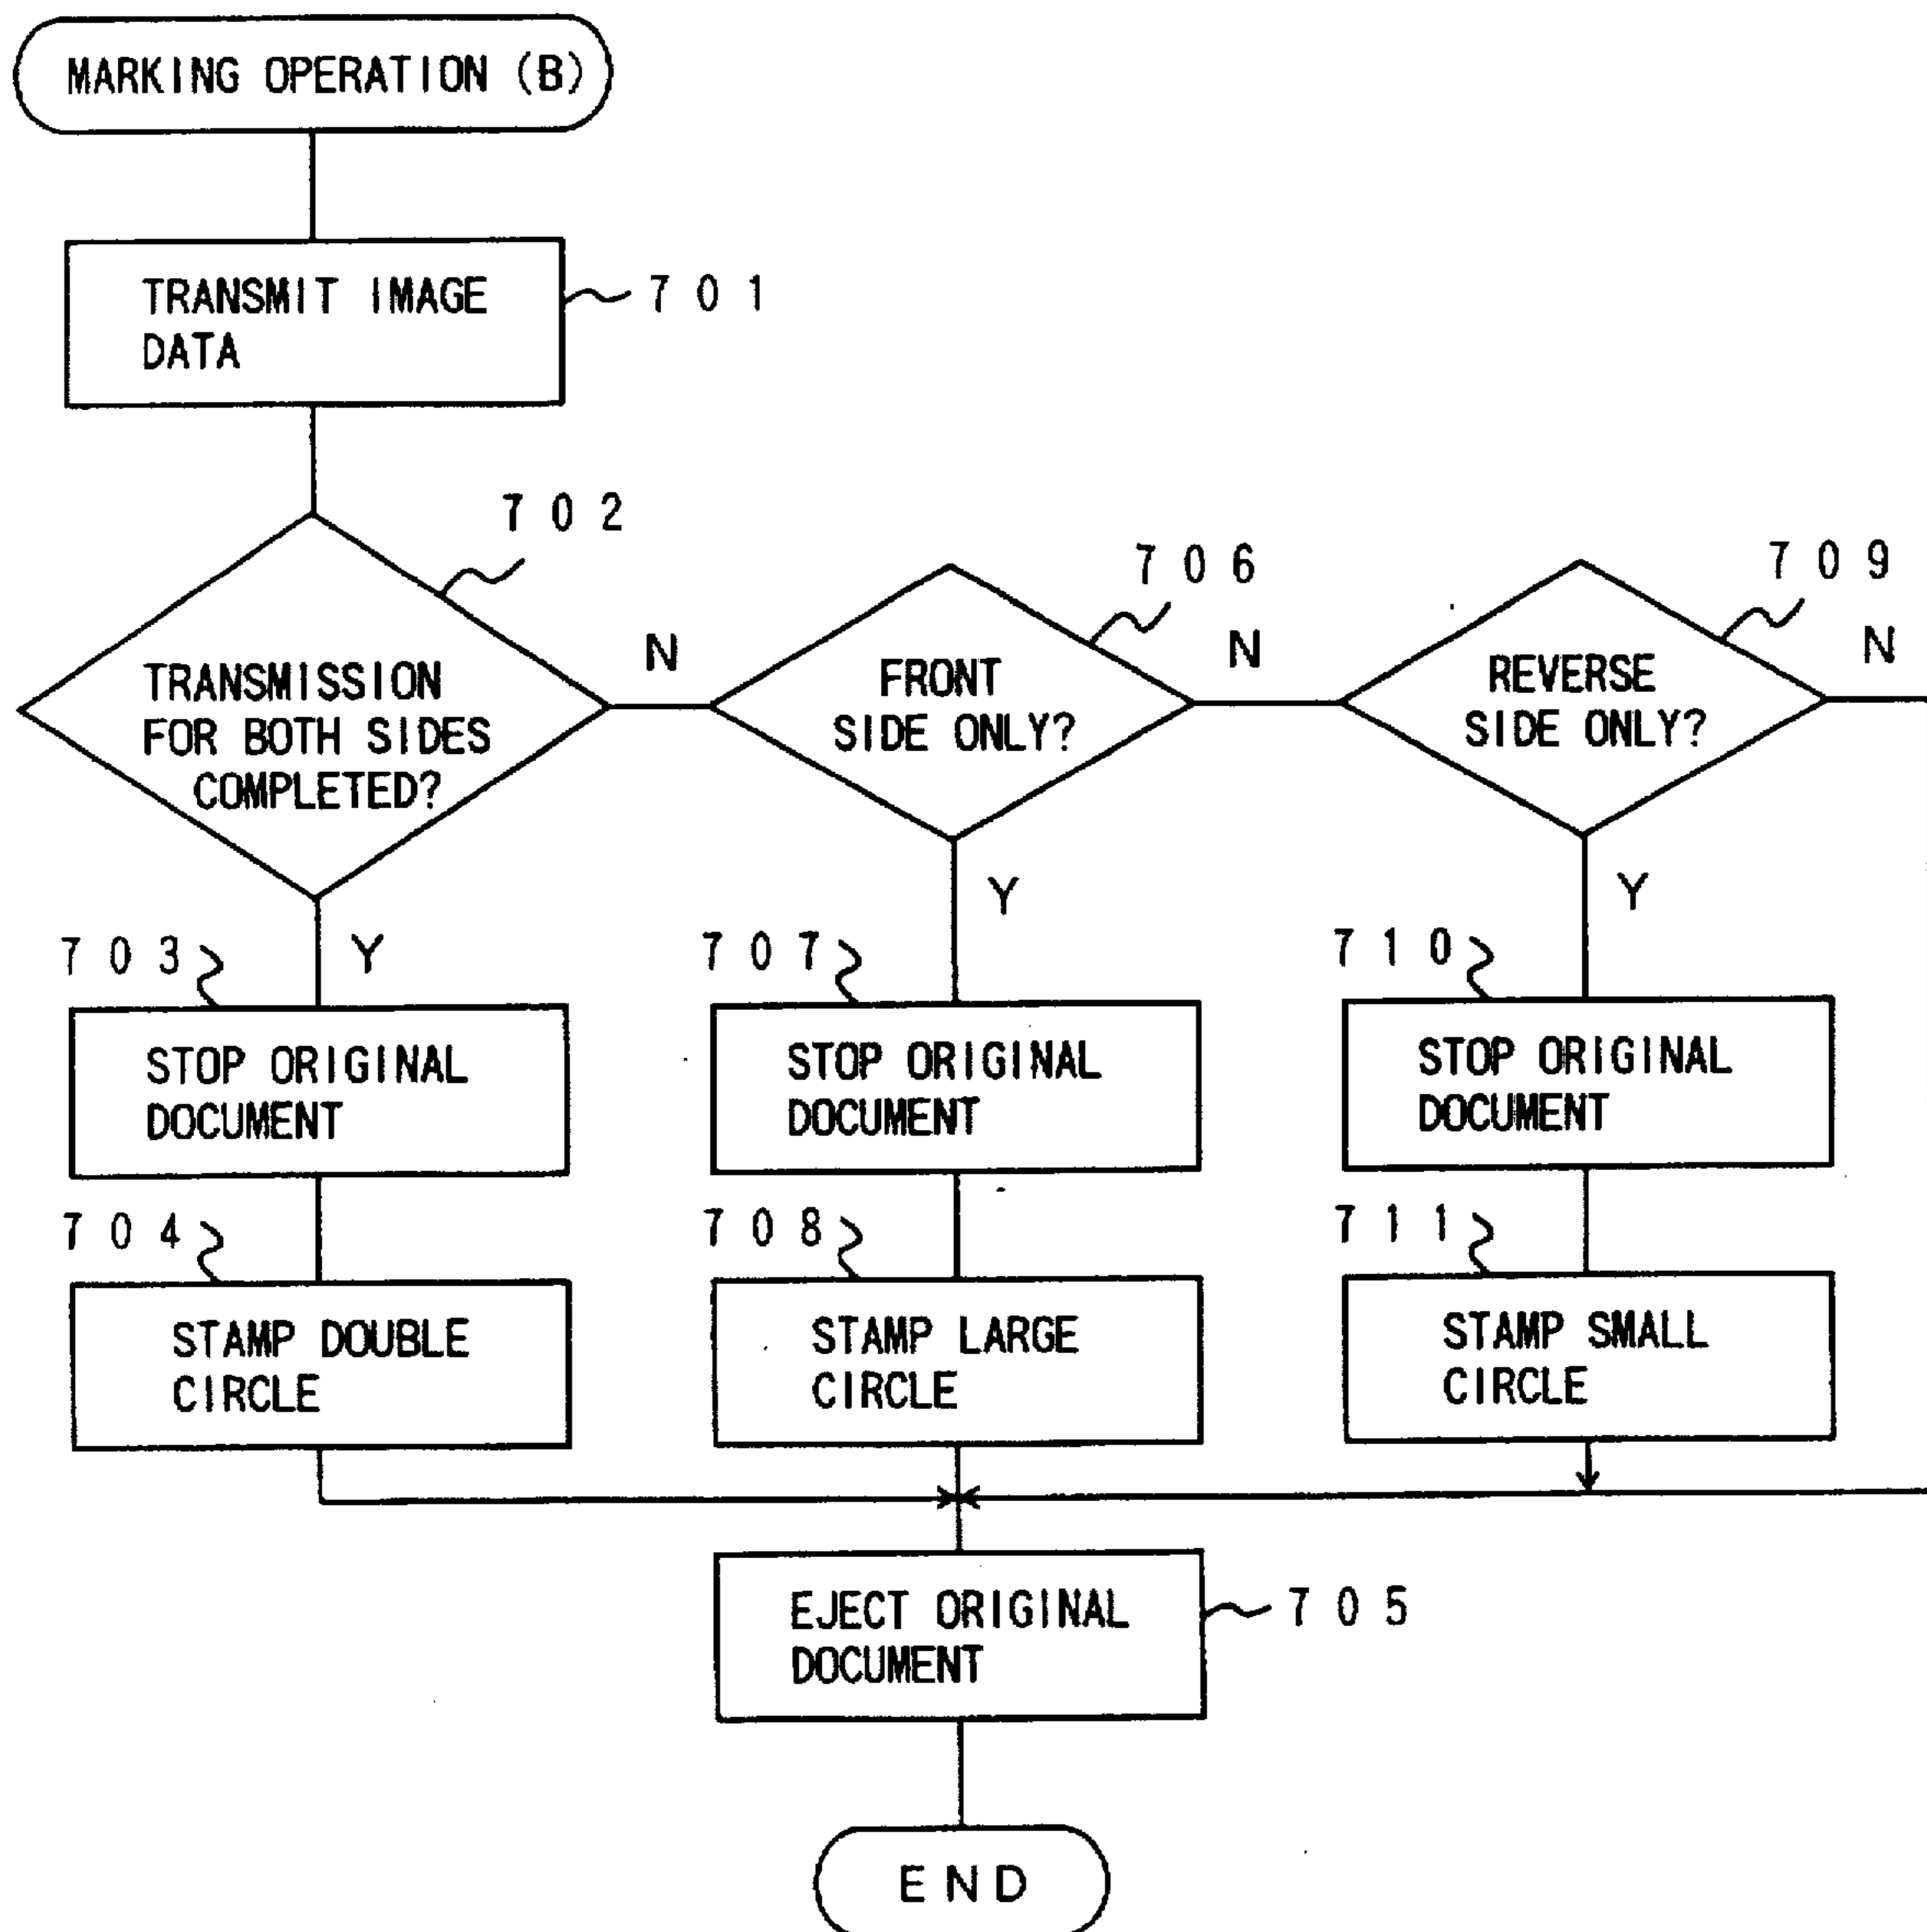 MARKING OPERATION (B)
TRANSMIT IMAGE
DATA
701
702
TRANSMISSION
FOR BOTH SIDES
COMPLETED?
N
Y
706
FRONT
SIDE ONLY?
N
Y
709
REVERSE
SIDE ONLY?
N
Y
703
STOP ORIGINAL
DOCUMENT
707
STOP ORIGINAL
DOCUMENT
710
STOP ORIGINAL
DOCUMENT
704
STAMP DOUBLE
CIRCLE
708
STAMP LARGE
CIRCLE
711
STAMP SMALL
CIRCLE
EJECT ORIGINAL
DOCUMENT
705
END